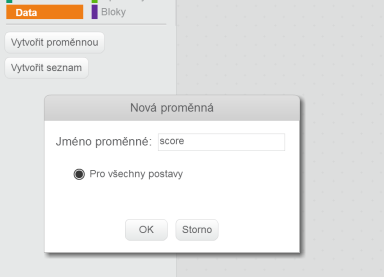 Data
Bloky
Vytvořit proměnnou
Vytvořit seznam
Nová proměnná
Jméno proměnné: score
Pro všechny postavy
OK Storno